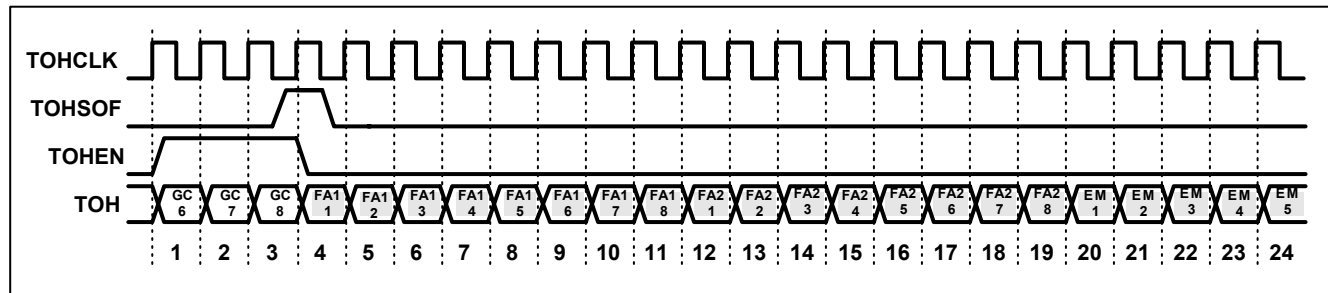 TOHCLK
TOHSOF
TOHEN
TOH
GC 6 GC 7 GC 8 FA1 1 FA1 2 FA1 3 FA1 4 FA1 5 FA1 6 FA1 7 FA1 8 FA2 1 FA2 2 FA2 3 FA2 4 FA2 5 FA2 6 FA2 7 FA2 8 EM 1 EM 2 EM 3 EM 4 EM 5
1 2 3 4 5 6 7 8 9 10 11 12 13 14 15 16 17 18 19 20 21 22 23 24